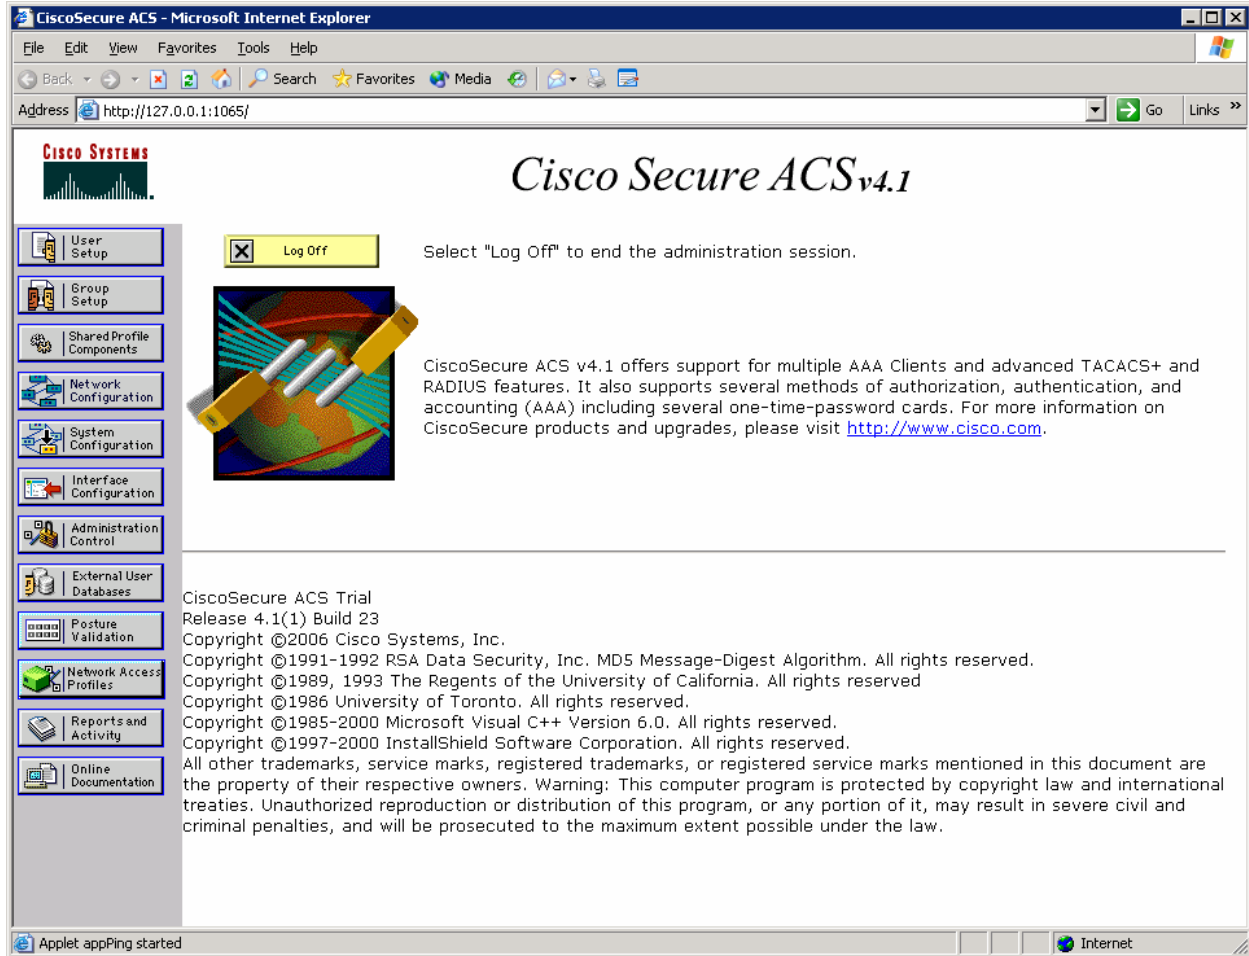 CiscoSecure ACS - Microsoft Internet Explorer
File Edit View Favorites Tools Help
Back Search Favorites Media
Address http://127.0.0.1:1065/ Go Links »
CISCO SYSTEMS
Cisco Secure ACS v4.1
User
Setup
Group
Setup
Shared Profile
Components
Network
Configuration
System
Configuration
Interface
Configuration
Administration
Control
External User
Databases
Posture
Validation
Network Access
Profiles
Reports and
Activity
Online
Documentation
Log Off
Select "Log Off" to end the administration session.
CiscoSecure ACS v4.1 offers support for multiple AAA Clients and advanced TACACS+ and
RADIUS features. It also supports several methods of authorization, authentication, and
accounting (AAA) including several one-time-password cards. For more information on
CiscoSecure products and upgrades, please visit http://www.cisco.com.
CiscoSecure ACS Trial
Release 4.1(1) Build 23
Copyright ©2006 Cisco Systems, Inc.
Copyright ©1991-1992 RSA Data Security, Inc. MD5 Message-Digest Algorithm. All rights reserved.
Copyright ©1989, 1993 The Regents of the University of California. All rights reserved
Copyright ©1986 University of Toronto. All rights reserved.
Copyright ©1985-2000 Microsoft Visual C++ Version 6.0. All rights reserved.
Copyright ©1997-2000 InstallShield Software Corporation. All rights reserved.
All other trademarks, service marks, registered trademarks, or registered service marks mentioned in this document are
the property of their respective owners. Warning: This computer program is protected by copyright law and international
treaties. Unauthorized reproduction or distribution of this program, or any portion of it, may result in severe civil and
criminal penalties, and will be prosecuted to the maximum extent possible under the law.
Applet appPing started
Internet